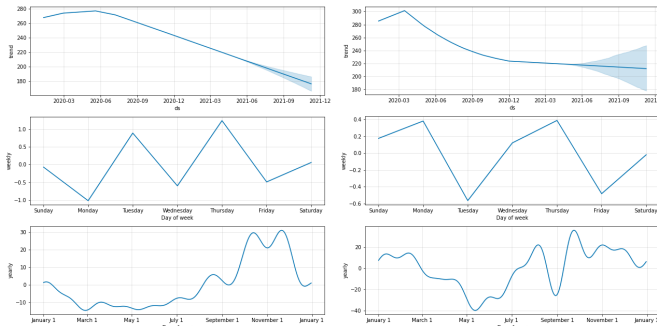 280
260
240
220
200
180
trend
2020-03 2020-06 2020-09 2020-12 2021-03 2021-06 2021-09 2021-12
ds
1.0
0.5
0.0
−0.5
−1.0
weekly
Sunday Monday Tuesday Wednesday Thursday Friday Saturday
Day of week
30
20
10
0
−10
yearly
January 1 March 1 May 1 July 1 September 1 November 1 January 1
300
280
260
240
220
200
180
trend
2020-03 2020-06 2020-09 2020-12 2021-03 2021-06 2021-09 2021-12
ds
0.4
0.2
0.0
−0.2
−0.4
−0.6
weekly
Sunday Monday Tuesday Wednesday Thursday Friday Saturday
Day of week
20
0
−20
−40
yearly
January 1 March 1 May 1 July 1 September 1 November 1 January 1